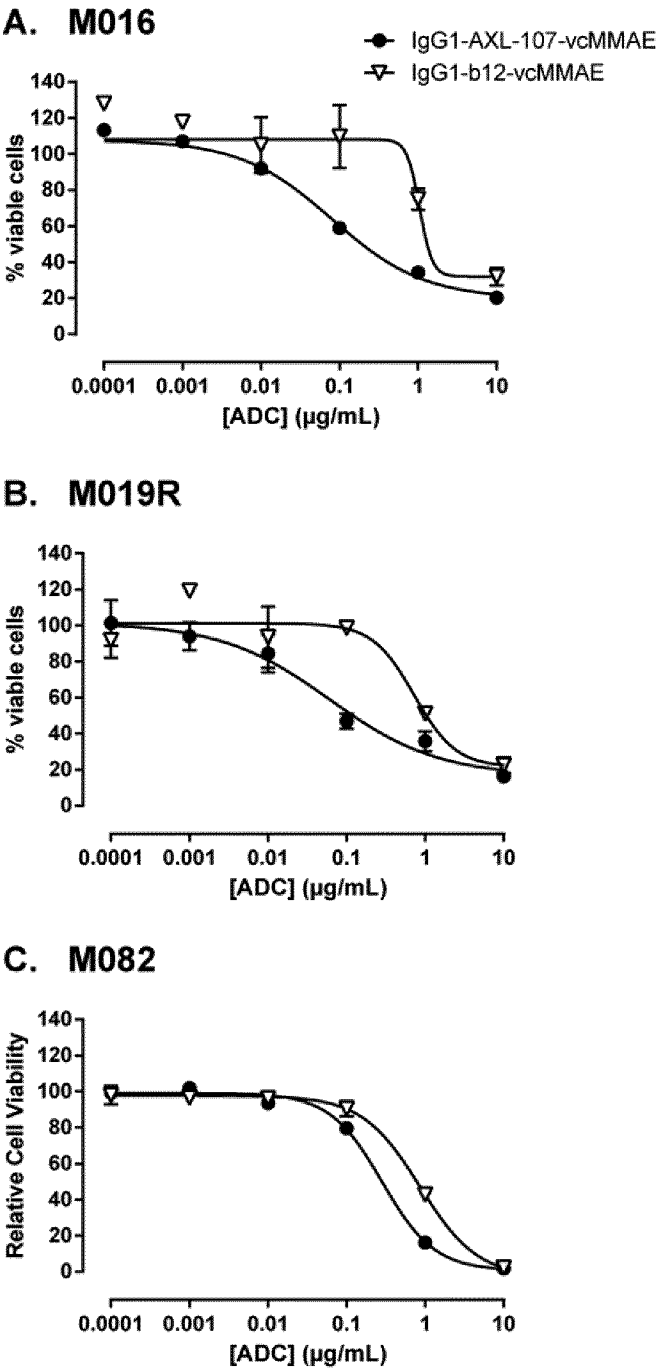 A. M016
IgG1-AXL-107-vcMMAE
IgG1-b12-vcMMAE
140
120
100
80
60
40
20
0
% viable cells
0.0001 0.001 0.01 0.1 1 10
[ADC] (µg/mL)
B. M019R
140
120
100
80
60
40
20
0
% viable cells
0.0001 0.001 0.01 0.1 1 10
[ADC] (µg/mL)
C. M082
140
120
100
80
60
40
20
0
Relative Cell Viability
0.0001 0.001 0.01 0.1 1 10
[ADC] (µg/mL)